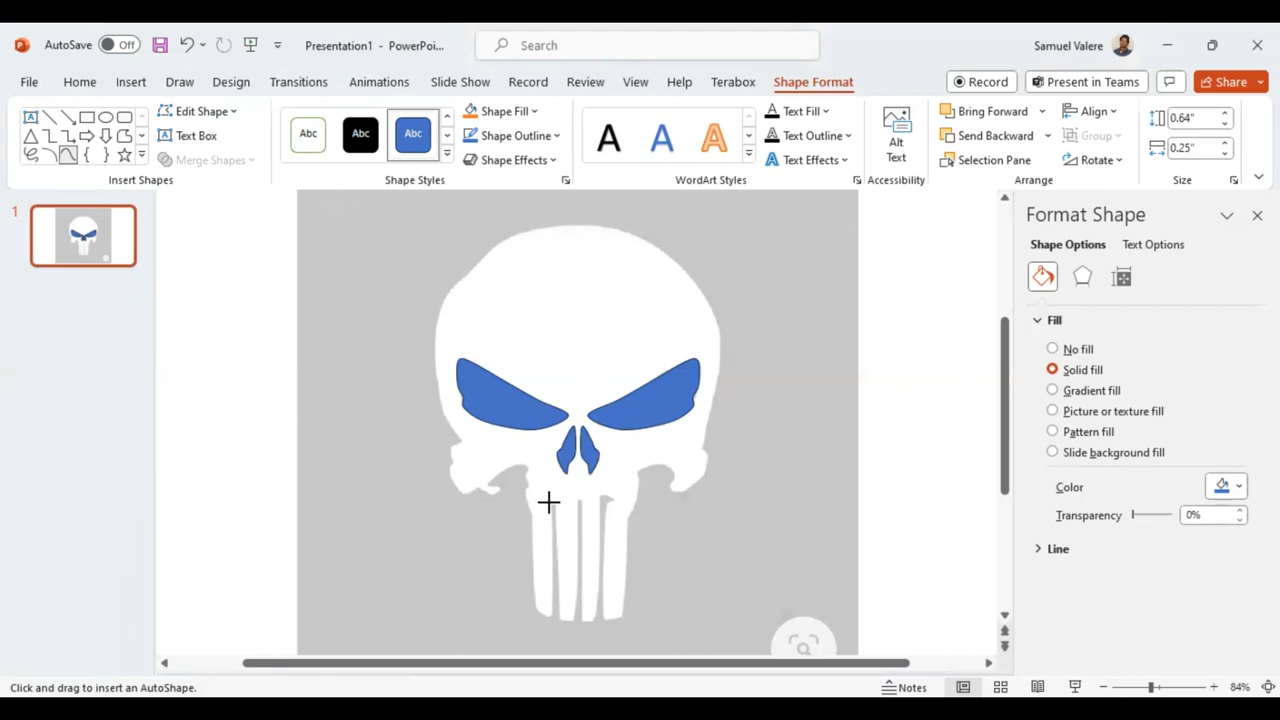 AutoSave Off Presentation1 - PowerPoi... Search Samuel Valere
File Home Insert Draw Design Transitions Animations Slide Show Record Review View Help Terabox Shape Format Record Present in Teams Share
Edit Shape Text Box Merge Shapes
Insert Shapes
Abc Abc Abc
Shape Fill
Shape Outline
Shape Effects
Shape Styles
A A A
Text Fill
Text Outline
Text Effects
WordArt Styles
Alt
Text
Accessibility
Bring Forward Align
Send Backward Group
Selection Pane Rotate
Arrange
0.64"
0.25"
Size
1
Format Shape
Shape Options Text Options
Fill
No fill
Solid fill
Gradient fill
Picture or texture fill
Pattern fill
Slide background fill
Color
Transparency 0%
Line
Click and drag to insert an AutoShape. Notes 84%